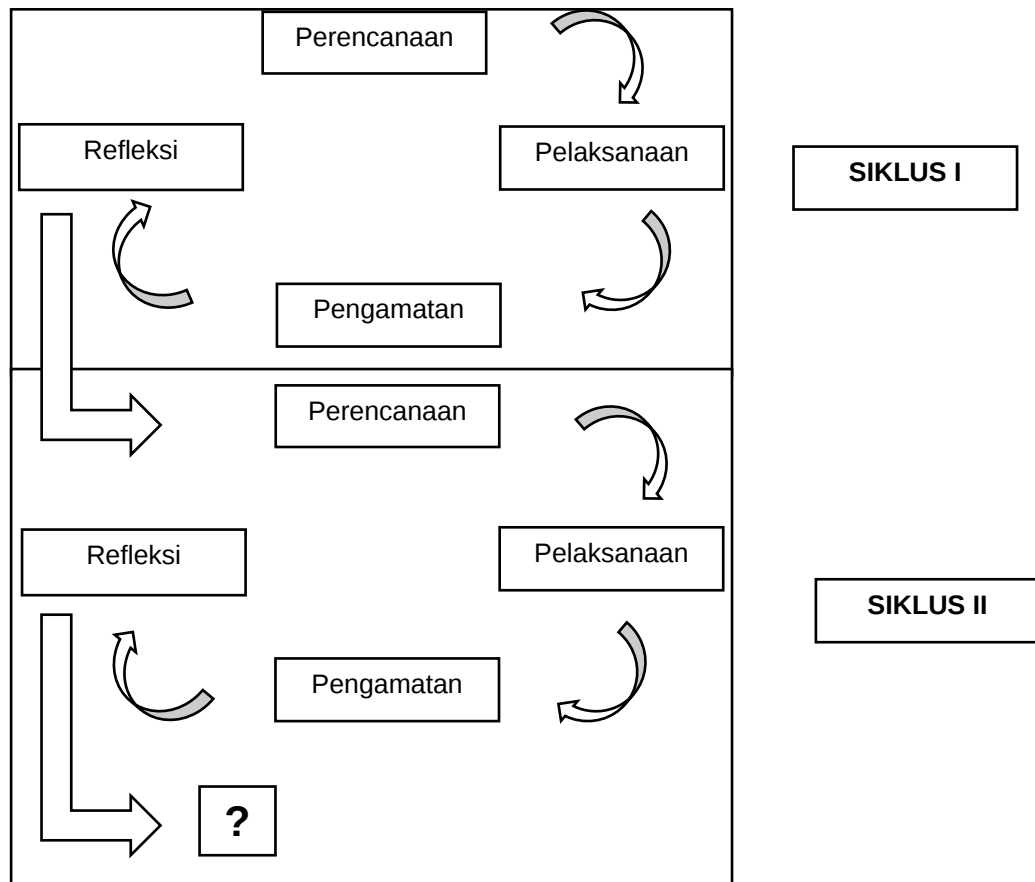 Perencanaan
Refleksi
Pelaksanaan
SIKLUS I
Pengamatan
Perencanaan
Refleksi
Pelaksanaan
SIKLUS II
Pengamatan
?